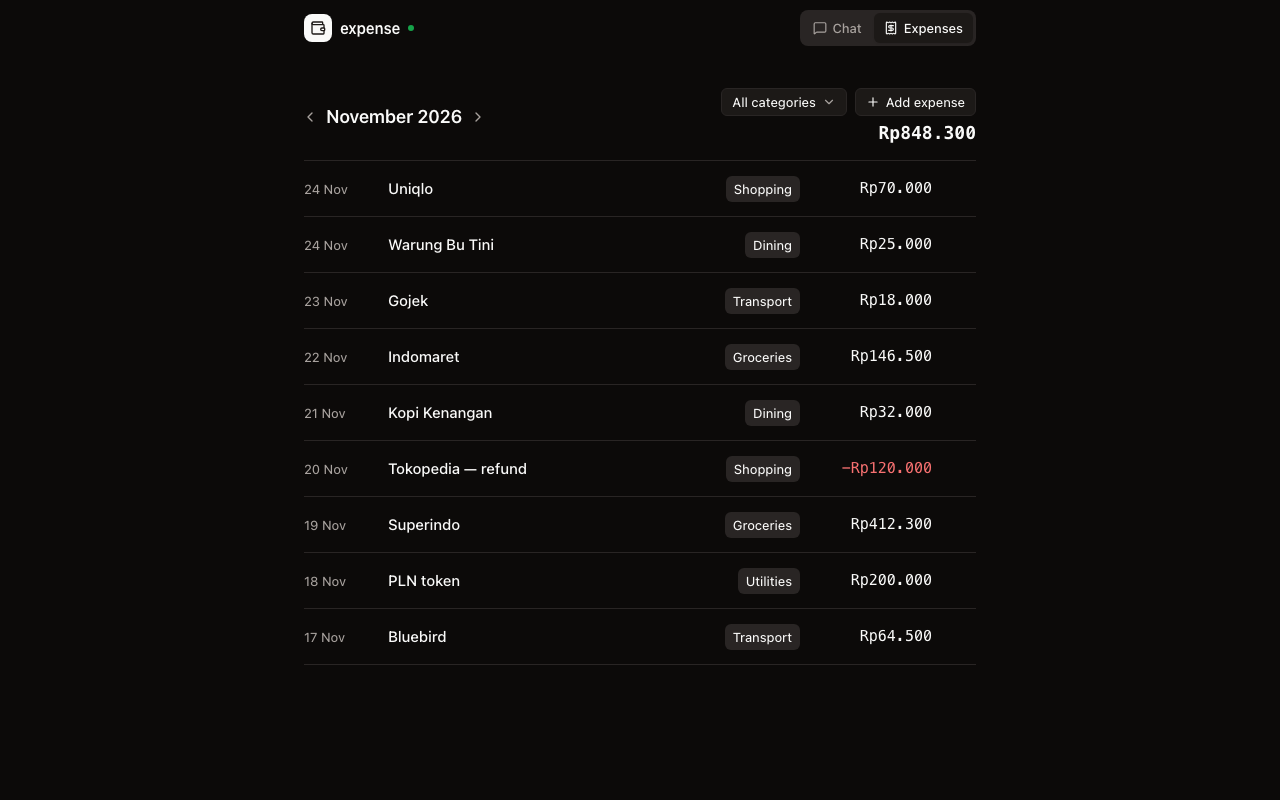 expense
Chat
Expenses
November 2026
All categories
Add expense
Rp848.300
24 Nov Uniqlo Shopping Rp70.000
24 Nov Warung Bu Tini Dining Rp25.000
23 Nov Gojek Transport Rp18.000
22 Nov Indomaret Groceries Rp146.500
21 Nov Kopi Kenangan Dining Rp32.000
20 Nov Tokopedia — refund Shopping −Rp120.000
19 Nov Superindo Groceries Rp412.300
18 Nov PLN token Utilities Rp200.000
17 Nov Bluebird Transport Rp64.500